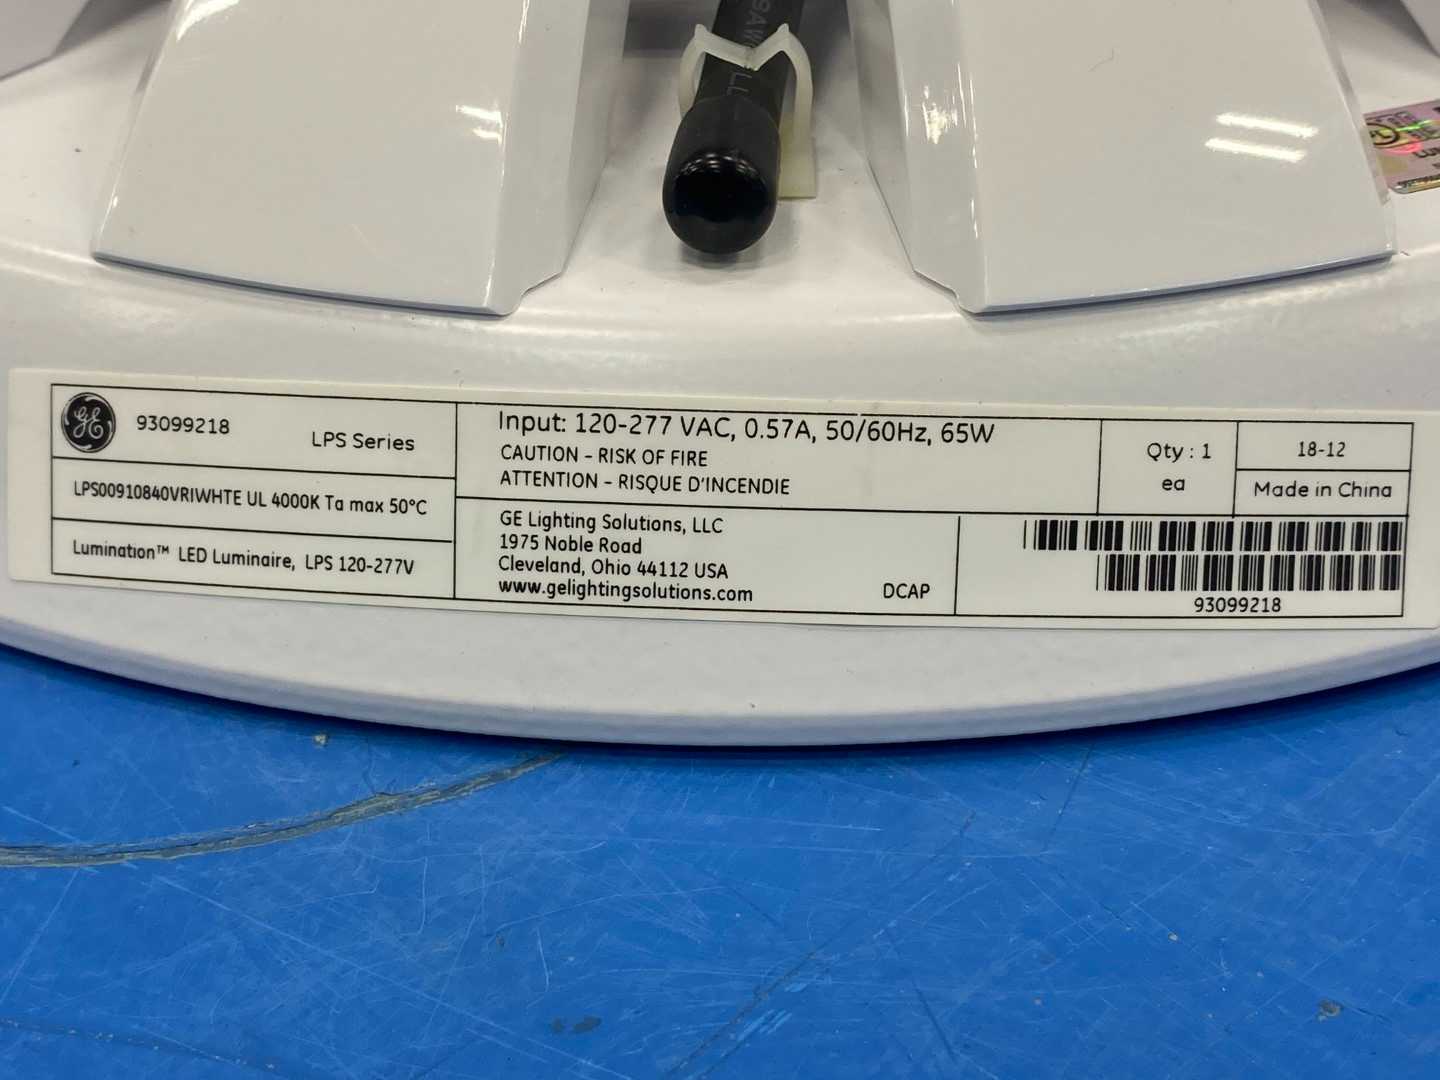 GE
93099218
LPS Series
LPS00910840VRIWHTE UL 4000K Ta max 50°C
Lumination™ LED Luminaire, LPS 120-277V
Input: 120-277 VAC, 0.57A, 50/60Hz, 65W
CAUTION - RISK OF FIRE
ATTENTION - RISQUE D'INCENDIE
GE Lighting Solutions, LLC
1975 Noble Road
Cleveland, Ohio 44112 USA
www.gelightingsolutions.com
DCAP
Qty : 1
ea
18-12
Made in China
93099218